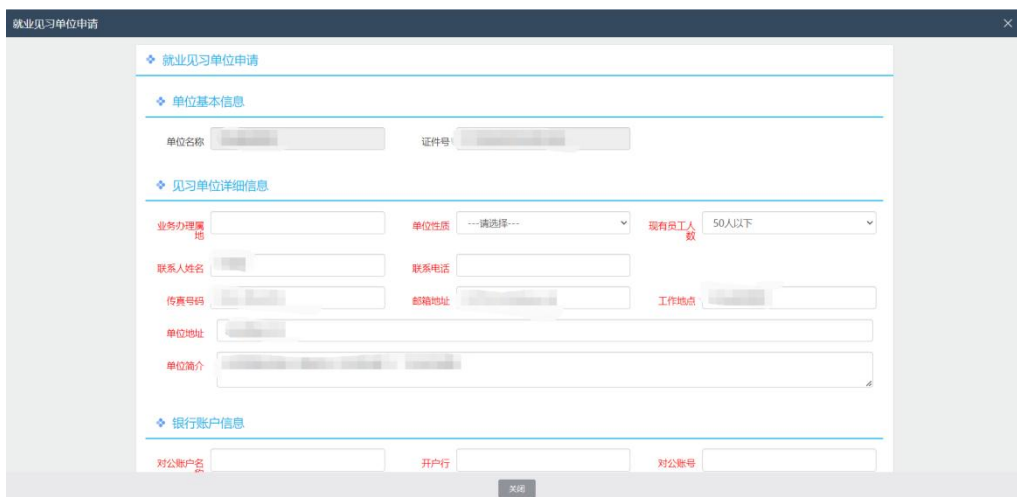 就业见习单位申请
就业见习单位申请
单位基本信息
单位名称 证件号
见习单位详细信息
业务办理属地 单位性质 ---请选择--- 现有员工人数 50人以下
联系人姓名 联系电话
传真号码 邮箱地址 工作地点
单位地址
单位简介
银行账户信息
对公账户名 开户行 对公账号
关闭